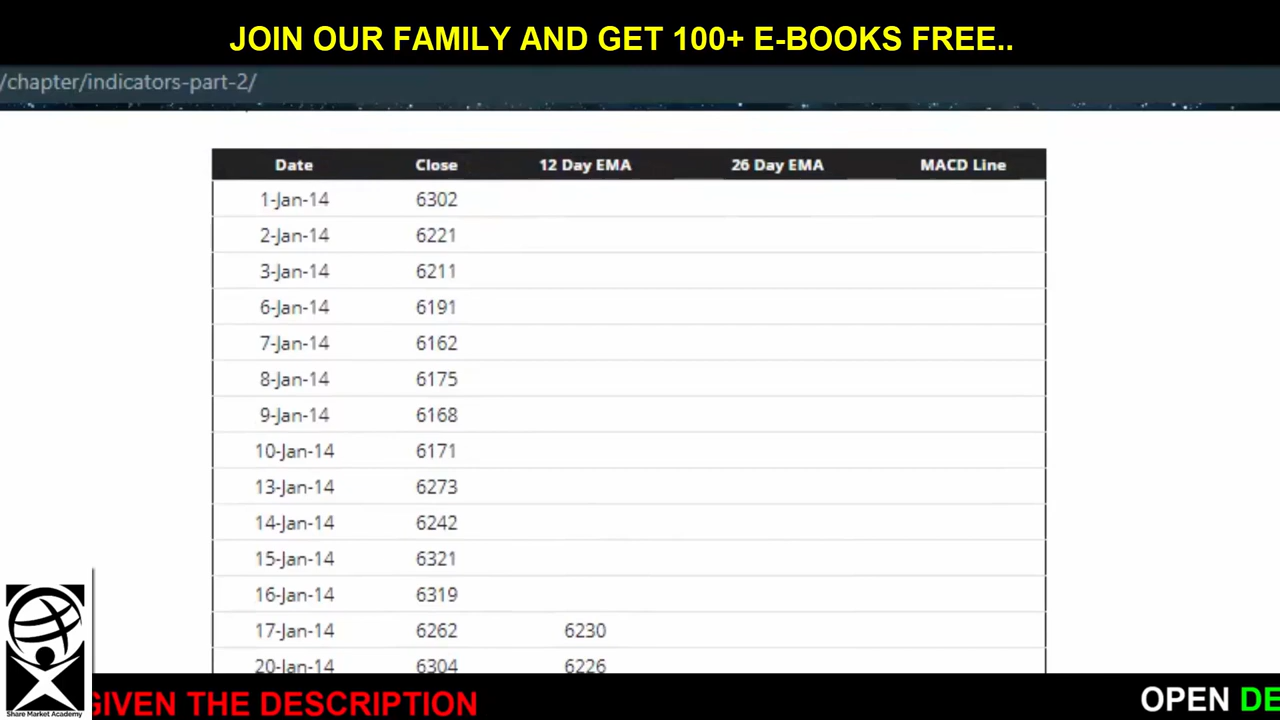 JOIN OUR FAMILY AND GET 100+ E-BOOKS FREE..
/chapter/indicators-part-2/
Date Close 12 Day EMA 26 Day EMA MACD Line
1-Jan-14 6302
2-Jan-14 6221
3-Jan-14 6211
6-Jan-14 6191
7-Jan-14 6162
8-Jan-14 6175
9-Jan-14 6168
10-Jan-14 6171
13-Jan-14 6273
14-Jan-14 6242
15-Jan-14 6321
16-Jan-14 6319
17-Jan-14 6262 6230
20-Jan-14 6304 6226
Share Market Academy
GIVEN THE DESCRIPTION OPEN DE